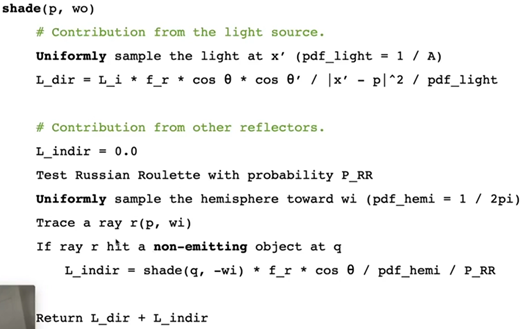 shade(p, wo)
# Contribution from the light source.
Uniformly sample the light at x′ (pdf_light = 1 / A)
L_dir = L_i * f_r * cos θ * cos θ′ / |x′ - p|^2 / pdf_light
# Contribution from other reflectors.
L_indir = 0.0
Test Russian Roulette with probability P_RR
Uniformly sample the hemisphere toward wi (pdf_hemi = 1 / 2pi)
Trace a ray r(p, wi)
If ray r hit a non-emitting object at q
L_indir = shade(q, -wi) * f_r * cos θ / pdf_hemi / P_RR
Return L_dir + L_indir